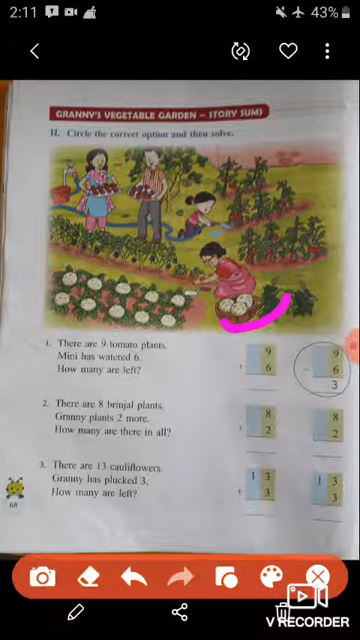 2:11
43%
GRANNY'S VEGETABLE GARDEN – STORY SUMS
II. Circle the correct option and then solve.
1. There are 9 tomato plants.
Mini has watered 6.
How many are left?
9
+ 6
9
– 6
3
2. There are 8 brinjal plants.
Granny plants 2 more.
How many are there in all?
8
+ 2
8
2
3. There are 13 cauliflowers.
Granny has plucked 3.
How many are left?
1 3
+ 3
1 3
3
68
V RECORDER